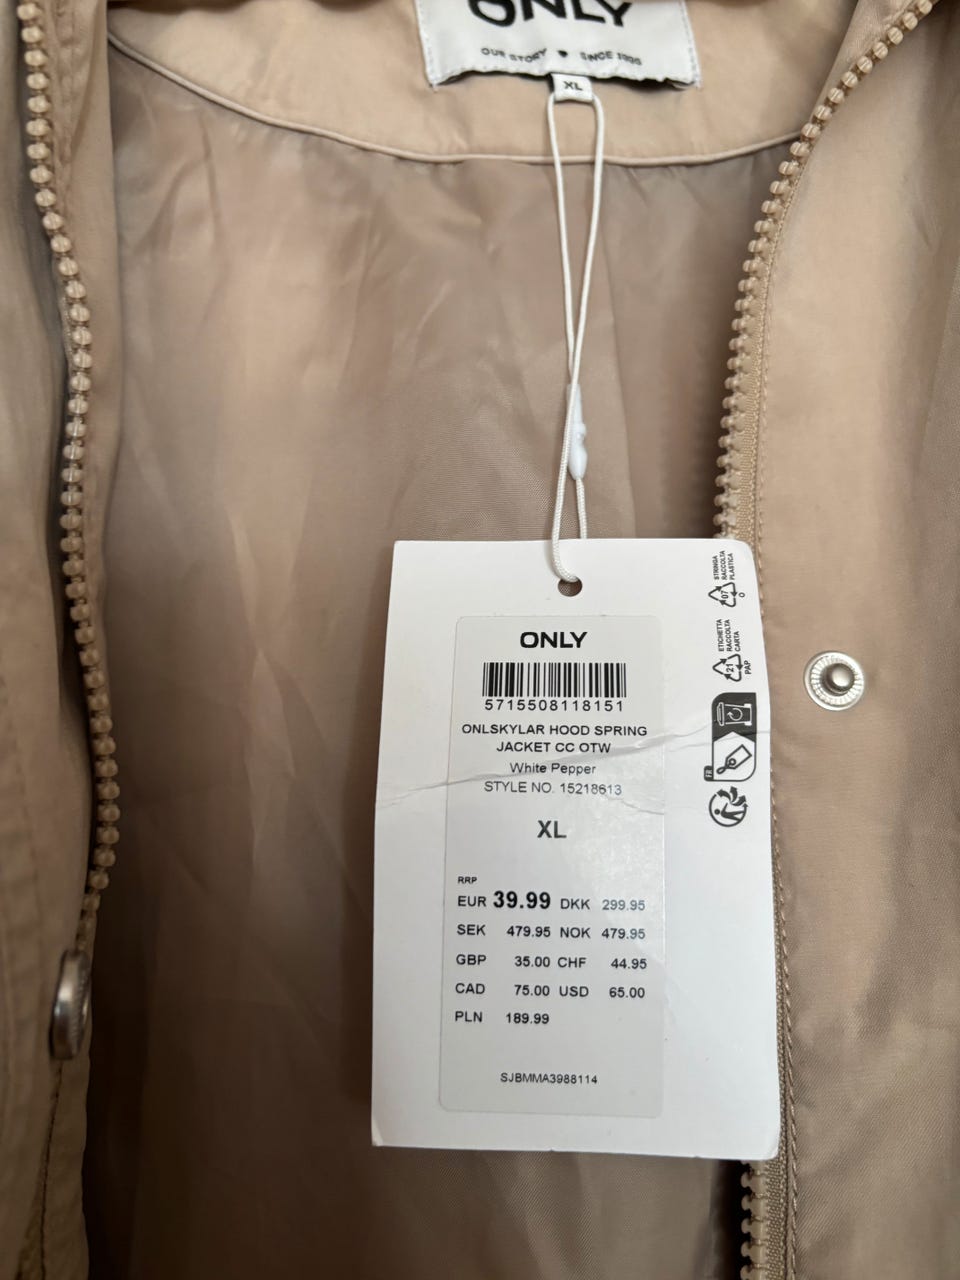 ONLY
OUR STORY ♥ SINCE 1995
XL
ONLY
5715508118151
ONLSKYLAR HOOD SPRING
JACKET CC OTW
White Pepper
STYLE NO. 15218613
XL
RRP
EUR 39.99 DKK 299.95
SEK 479.95 NOK 479.95
GBP 35.00 CHF 44.95
CAD 75.00 USD 65.00
PLN 189.99
SJBMMA3988114
STRINGA
RACCOLTA
PLASTICA
07
O
ETICHETTA
RACCOLTA
CARTA
21
PAP
FR